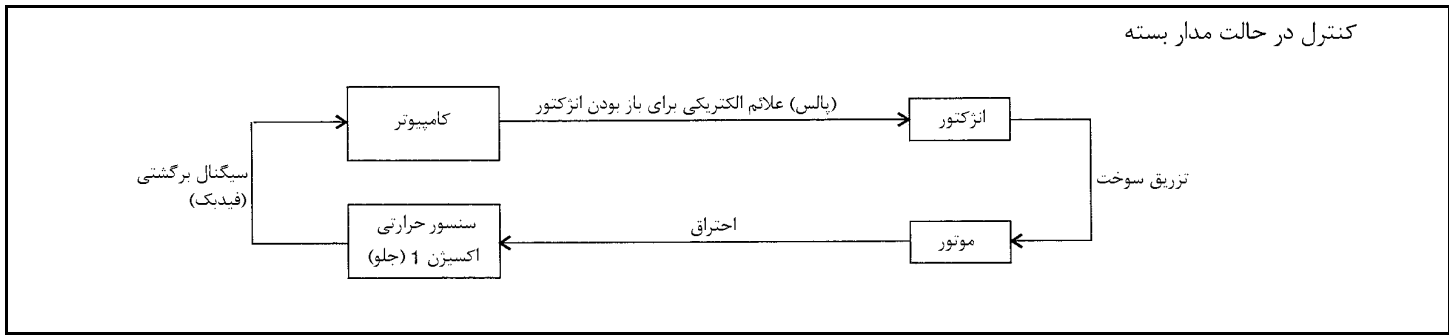 کنترل در حالت مدار بسته
کامپیوتر
(پالس) علائم الکتریکی برای باز بودن انژکتور
انژکتور
تزریق سوخت
موتور
احتراق
سنسور حرارتی
اکسیژن 1 (جلو)
سیگنال برگشتی
(فیدبک)